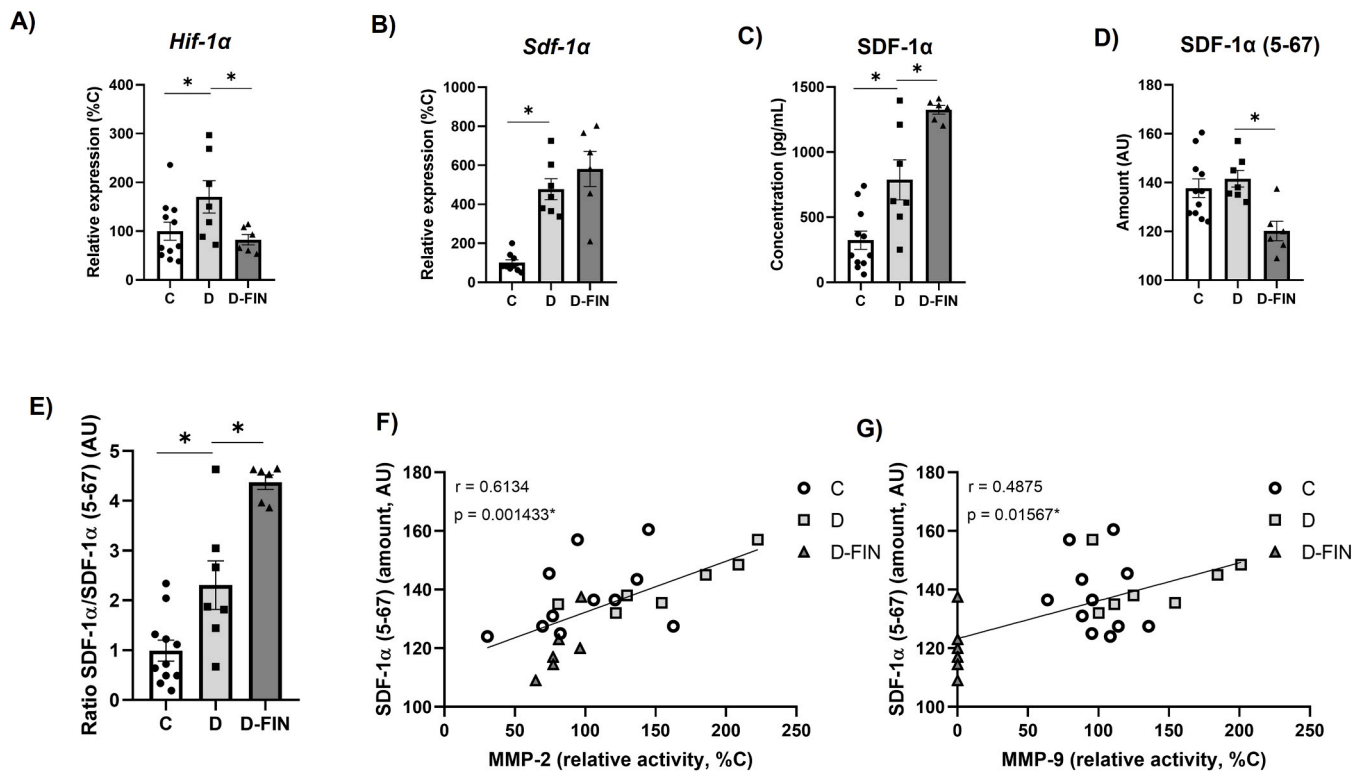 A)
Hif-1α
Relative expression (%C)
400
300
200
100
0
* *
C D D-FIN
B)
Sdf-1α
Relative expression (%C)
1000
800
600
400
200
0
*
C D D-FIN
C)
SDF-1α
Concentration (pg/mL)
1500
1000
500
0
* *
C D D-FIN
D)
SDF-1α (5-67)
Amount (AU)
180
160
140
120
100
*
C D D-FIN
E)
Ratio SDF-1α/SDF-1α (5-67) (AU)
5
4
3
2
1
0
* *
C D D-FIN
F)
SDF-1α (5-67) (amount, AU)
180
160
140
120
100
r = 0.6134
p = 0.001433*
C
D
D-FIN
0 50 100 150 200 250
MMP-2 (relative activity, %C)
G)
SDF-1α (5-67) (amount, AU)
180
160
140
120
100
r = 0.4875
p = 0.01567*
C
D
D-FIN
0 50 100 150 200 250
MMP-9 (relative activity, %C)